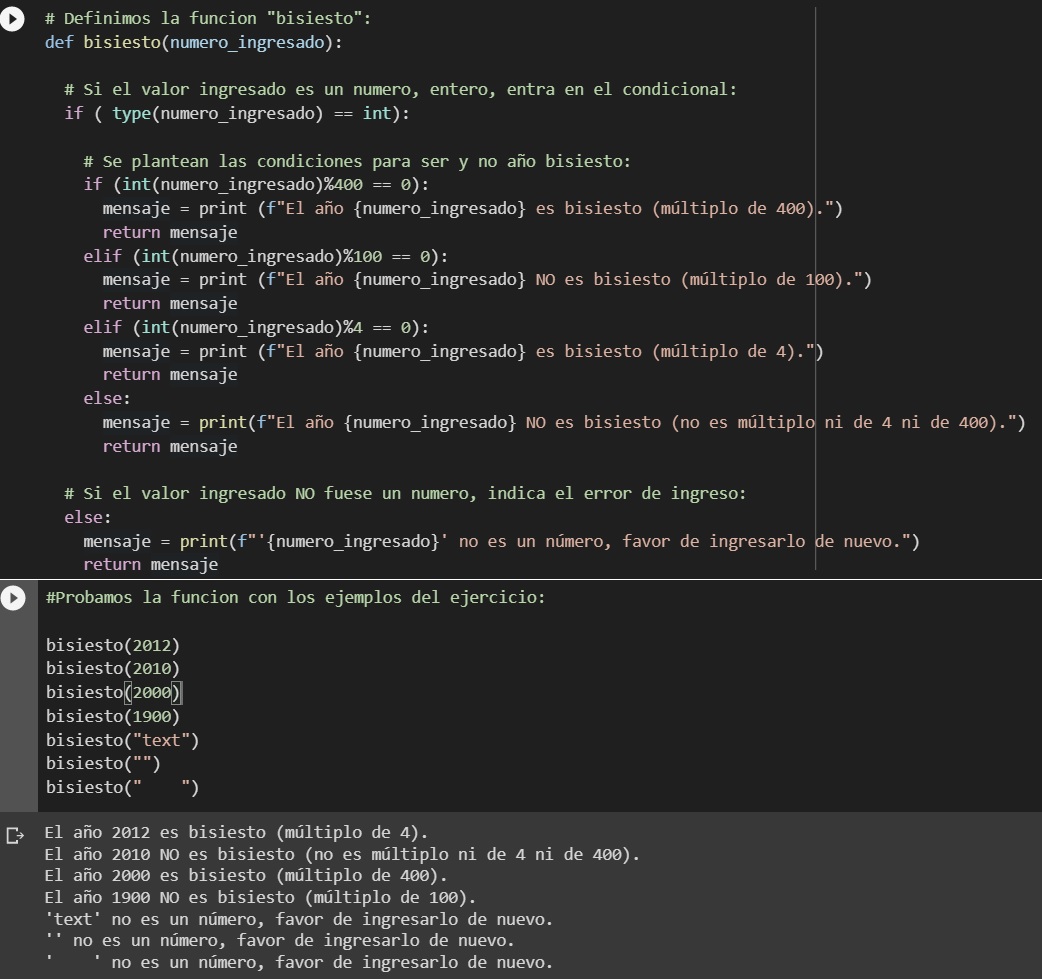 # Definimos la funcion "bisiesto":
def bisiesto(numero_ingresado):
# Si el valor ingresado es un numero, entero, entra en el condicional:
if ( type(numero_ingresado) == int):
# Se plantean las condiciones para ser y no año bisiesto:
if (int(numero_ingresado)%400 == 0):
mensaje = print (f"El año {numero_ingresado} es bisiesto (múltiplo de 400).")
return mensaje
elif (int(numero_ingresado)%100 == 0):
mensaje = print (f"El año {numero_ingresado} NO es bisiesto (múltiplo de 100).")
return mensaje
elif (int(numero_ingresado)%4 == 0):
mensaje = print (f"El año {numero_ingresado} es bisiesto (múltiplo de 4).")
return mensaje
else:
mensaje = print(f"El año {numero_ingresado} NO es bisiesto (no es múltiplo ni de 4 ni de 400).")
return mensaje
# Si el valor ingresado NO fuese un numero, indica el error de ingreso:
else:
mensaje = print(f"'{numero_ingresado}' no es un número, favor de ingresarlo de nuevo.")
return mensaje
#Probamos la funcion con los ejemplos del ejercicio:
bisiesto(2012)
bisiesto(2010)
bisiesto(2000)
bisiesto(1900)
bisiesto("text")
bisiesto("")
bisiesto("    ")
El año 2012 es bisiesto (múltiplo de 4).
El año 2010 NO es bisiesto (no es múltiplo ni de 4 ni de 400).
El año 2000 es bisiesto (múltiplo de 400).
El año 1900 NO es bisiesto (múltiplo de 100).
'text' no es un número, favor de ingresarlo de nuevo.
'' no es un número, favor de ingresarlo de nuevo.
'    ' no es un número, favor de ingresarlo de nuevo.